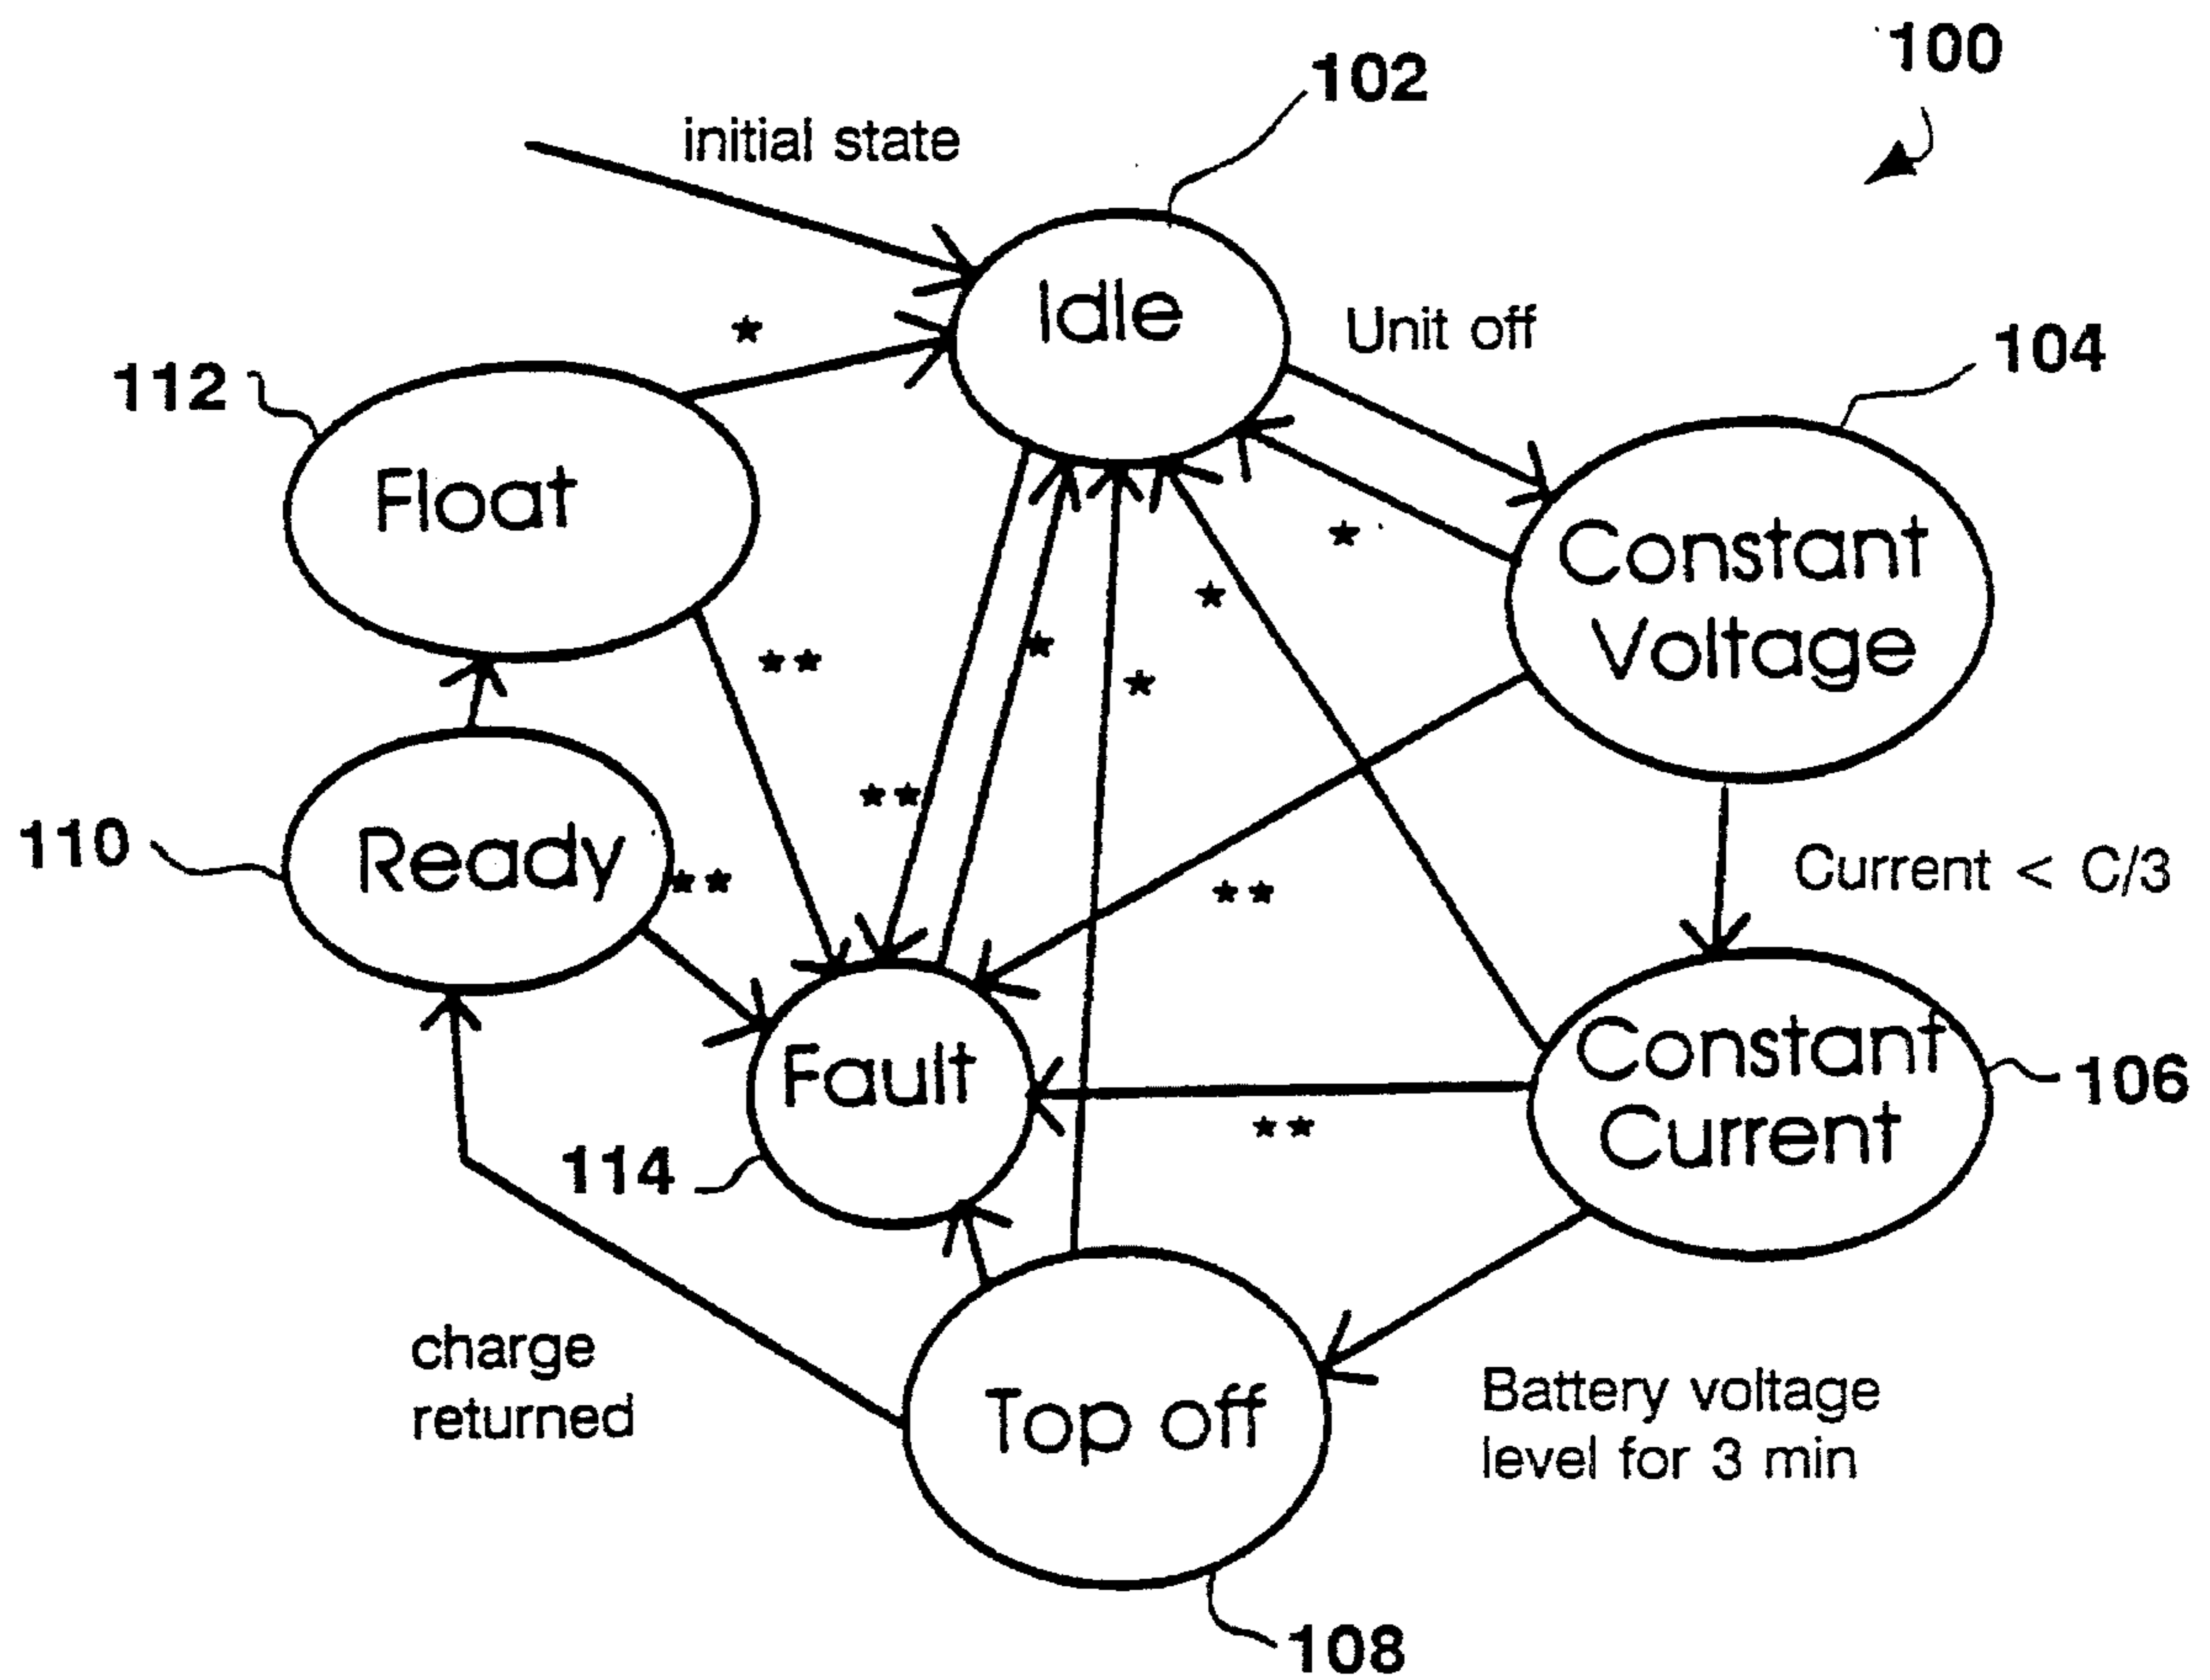 100
102
initial state
Idle
Unit off
104
*
112
Float
Constant
Voltage
*
*
*
*
**
**
110
Ready
**
**
Current < C/3
Fault
Constant
Current
106
**
114
charge
returned
Top off
Battery voltage
level for 3 min
108